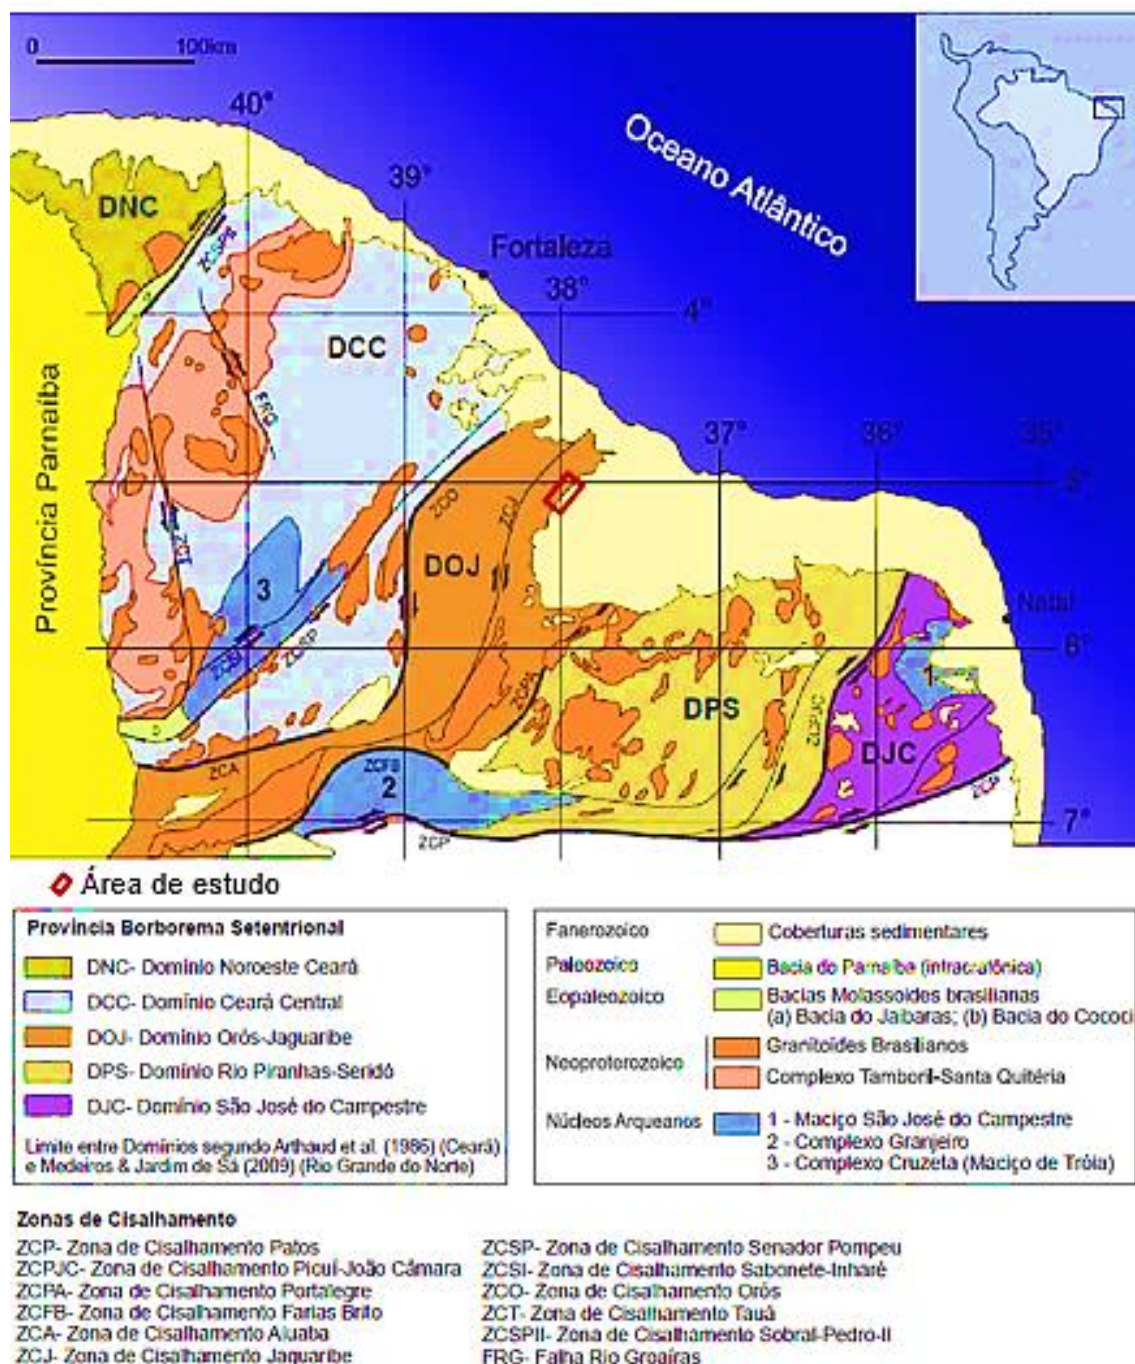 0 100km
40°
39°
Oceano Atlântico
DNC
ZCSPII
Fortaleza
38°
4°
DCC
FRG
Província Parnaíba
37°
36°
35°
5°
ZCO
ZCJ
ZCT
DOJ
3
Natal
ZCSI
ZCSP
6°
1
ZCPA
DPS
ZCPJC
DJC
b
ZCA
ZCFB
2
ZCP
ZCP
7°
Área de estudo
Província Borborema Setentrional
DNC- Domínio Noroeste Ceará
DCC- Domínio Ceará Central
DOJ- Domínio Orós-Jaguaribe
DPS- Domínio Rio Piranhas-Seridó
DJC- Domínio São José do Campestre
Limite entre Domínios segundo Arthaud et al. (1986) (Ceará)
e Medeiros & Jardim de Sá (2009) (Rio Grande do Norte)
Fanerozoico Coberturas sedimentares
Paleozoico Bacia do Parnaíba (intracratônica)
Eopaleozoico Bacias Molassoides brasilianas
(a) Bacia do Jaibaras; (b) Bacia do Cococi
Neoproterozoico Granitoides Brasilianos
Complexo Tamboril-Santa Quitéria
Núcleos Arqueanos 1 - Maciço São José do Campestre
2 - Complexo Granjeiro
3 - Complexo Cruzeta (Maciço de Tróia)
Zonas de Cisalhamento
ZCP- Zona de Cisalhamento Patos
ZCPJC- Zona de Cisalhamento Picuí-João Câmara
ZCPA- Zona de Cisalhamento Portalegre
ZCFB- Zona de Cisalhamento Farias Brito
ZCA- Zona de Cisalhamento Aiuaba
ZCJ- Zona de Cisalhamento Jaguaribe
ZCSP- Zona de Cisalhamento Senador Pompeu
ZCSI- Zona de Cisalhamento Sabonete-Inharé
ZCO- Zona de Cisalhamento Orós
ZCT- Zona de Cisalhamento Tauá
ZCSPII- Zona de Cisalhamento Sobral-Pedro-II
FRG- Falha Rio Groaíras